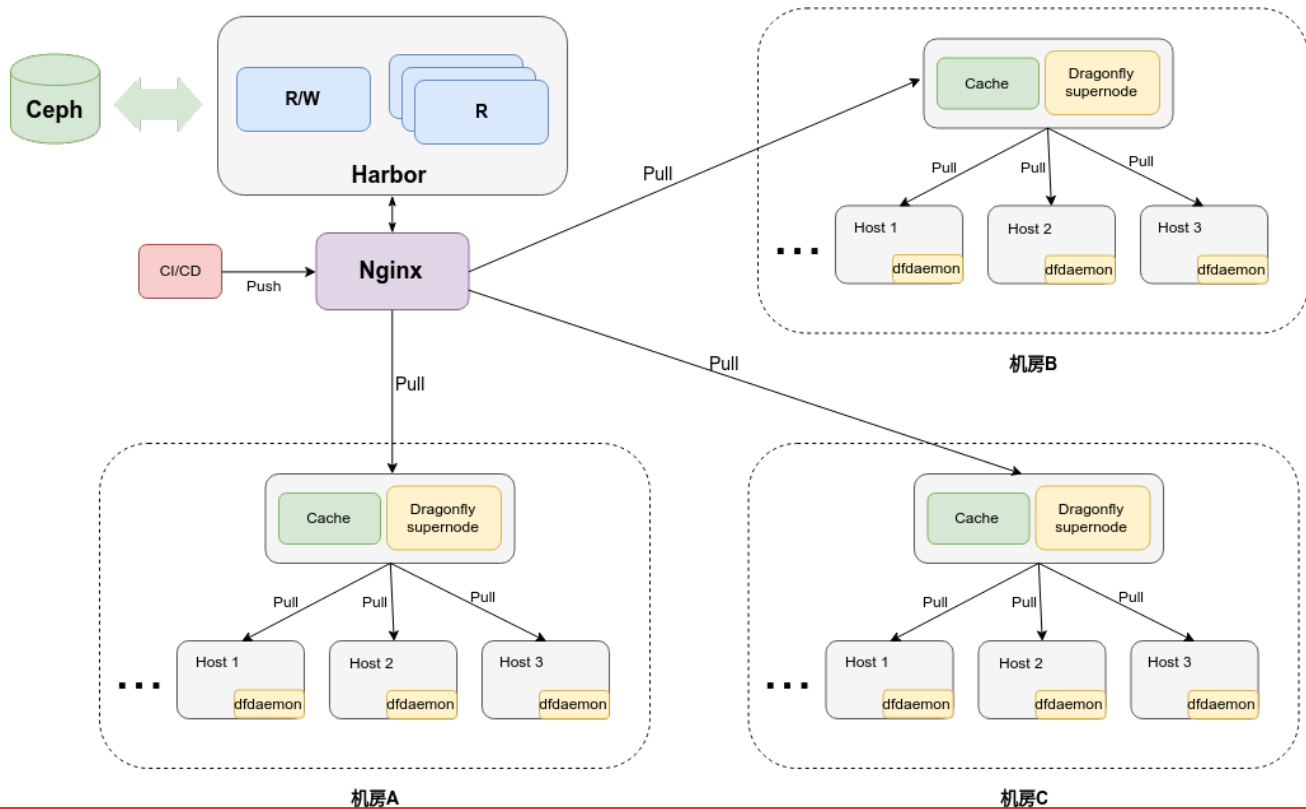 Ceph
R/W
R
Harbor
CI/CD
Push
Nginx
Pull
Pull
Pull
Cache
Dragonfly
supernode
Pull
Pull
Pull
...
Host 1
dfdaemon
Host 2
dfdaemon
Host 3
dfdaemon
机房B
Cache
Dragonfly
supernode
Pull
Pull
Pull
...
Host 1
dfdaemon
Host 2
dfdaemon
Host 3
dfdaemon
机房A
Cache
Dragonfly
supernode
Pull
Pull
Pull
...
Host 1
dfdaemon
Host 2
dfdaemon
Host 3
dfdaemon
机房C